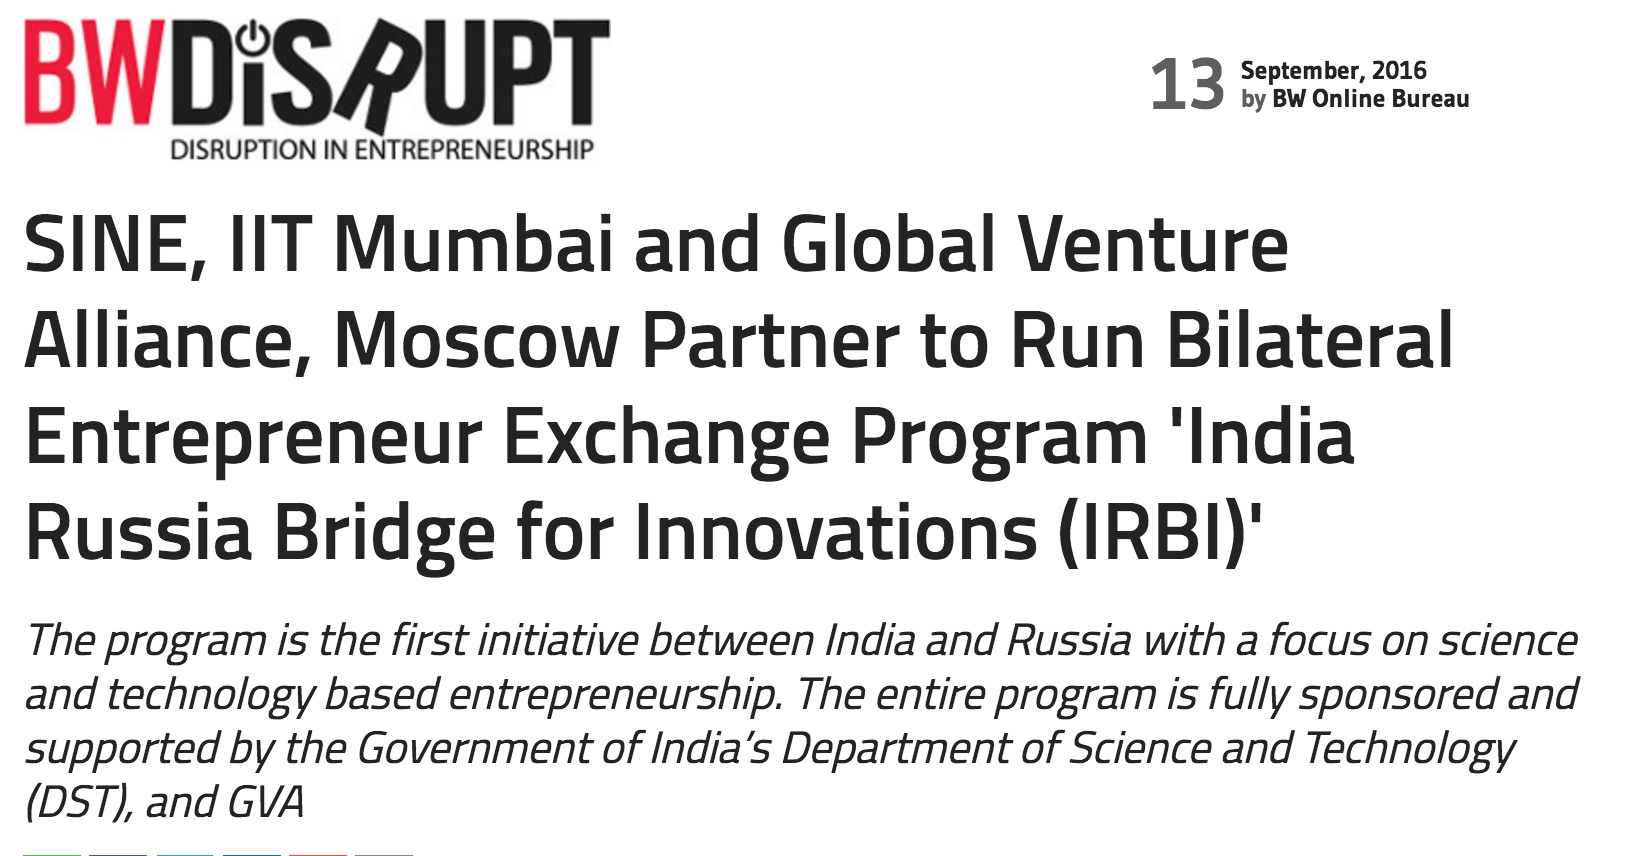 BWDiSRUPT
DISRUPTION IN ENTREPRENEURSHIP
13 September, 2016
by BW Online Bureau
SINE, IIT Mumbai and Global Venture
Alliance, Moscow Partner to Run Bilateral
Entrepreneur Exchange Program 'India
Russia Bridge for Innovations (IRBI)'
The program is the first initiative between India and Russia with a focus on science
and technology based entrepreneurship. The entire program is fully sponsored and
supported by the Government of India’s Department of Science and Technology
(DST), and GVA